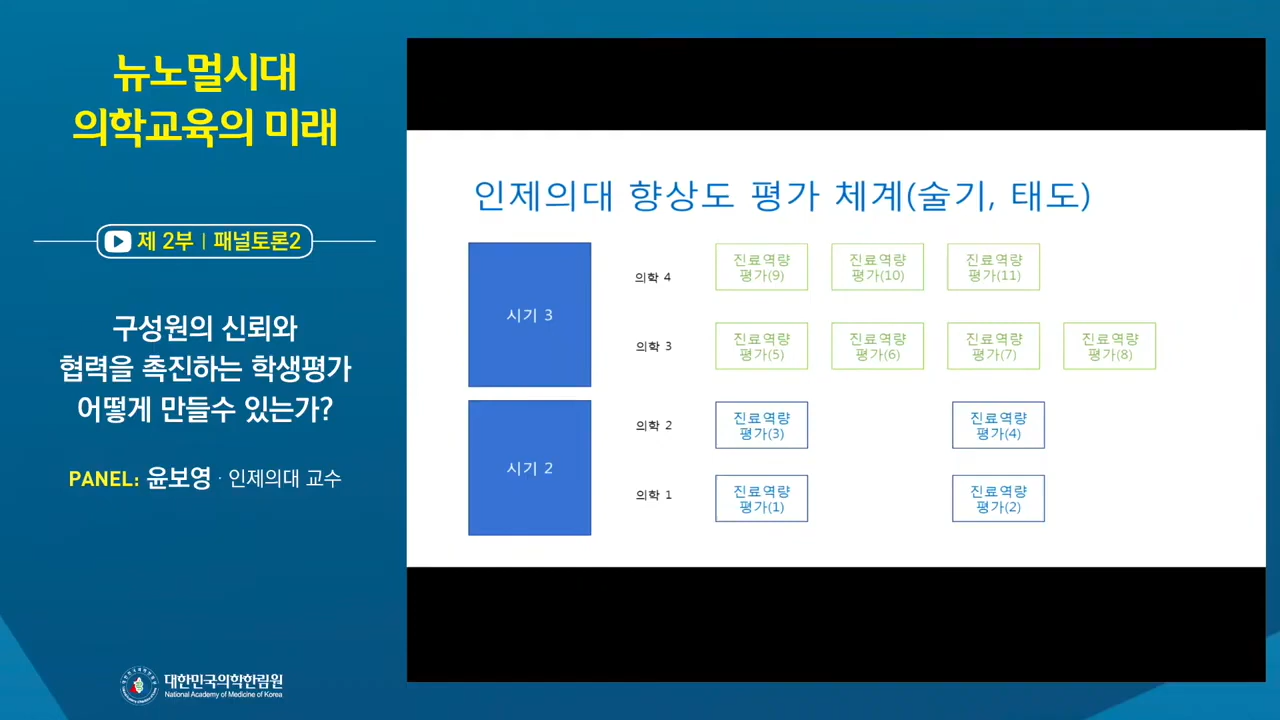 뉴노멀시대
의학교육의 미래
제 2부 | 패널토론2
구성원의 신뢰와
협력을 촉진하는 학생평가
어떻게 만들수 있는가?
PANEL: 윤보영 · 인제의대 교수
대한민국의학한림원
National Academy of Medicine of Korea
인제의대 향상도 평가 체계(술기, 태도)
시기 3
의학 4
진료역량
평가(9)
진료역량
평가(10)
진료역량
평가(11)
의학 3
진료역량
평가(5)
진료역량
평가(6)
진료역량
평가(7)
진료역량
평가(8)
시기 2
의학 2
진료역량
평가(3)
진료역량
평가(4)
의학 1
진료역량
평가(1)
진료역량
평가(2)